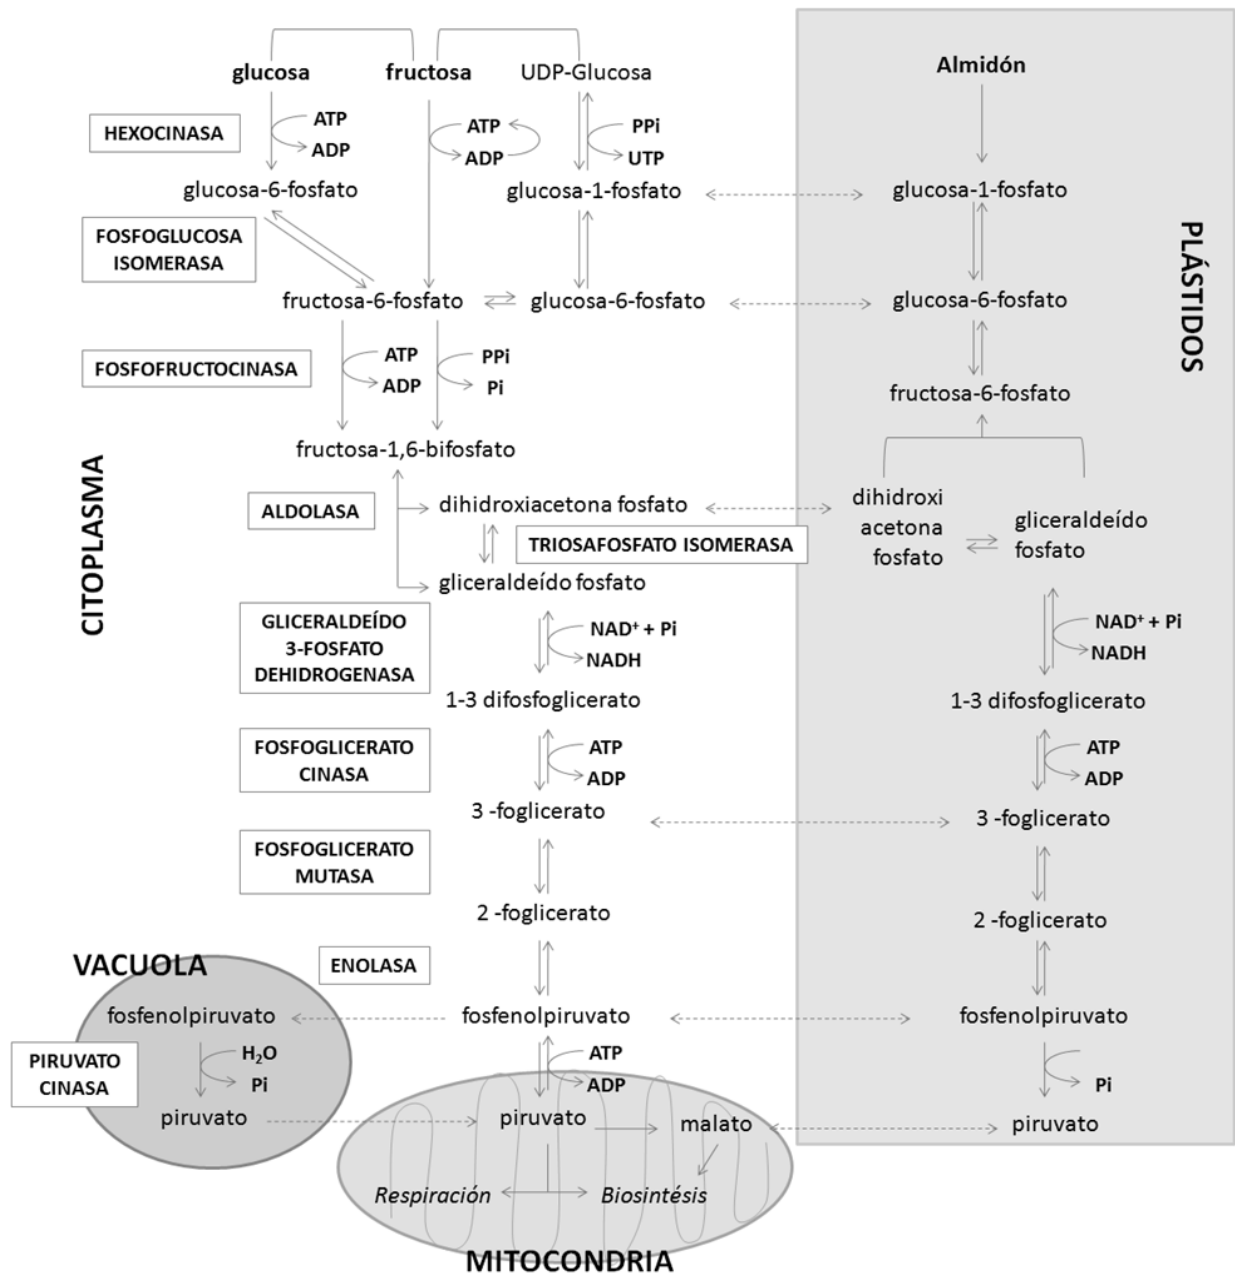 glucosa
fructosa
UDP-Glucosa
Almidón
HEXOCINASA
ATP
ADP
ATP
ADP
PPi
UTP
glucosa-6-fosfato
glucosa-1-fosfato
glucosa-1-fosfato
FOSFOGLUCOSA
ISOMERASA
PLÁSTIDOS
fructosa-6-fosfato
glucosa-6-fosfato
glucosa-6-fosfato
FOSFOFRUCTOCINASA
ATP
ADP
PPi
Pi
fructosa-6-fosfato
fructosa-1,6-bifosfato
CITOPLASMA
ALDOLASA
dihidroxiacetona fosfato
dihidroxi
acetona
fosfato
gliceraldeído
fosfato
TRIOSAFOSFATO ISOMERASA
gliceraldeído fosfato
GLICERALDEÍDO
3-FOSFATO
DEHIDROGENASA
NAD⁺ + Pi
NADH
NAD⁺ + Pi
NADH
1-3 difosfoglicerato
1-3 difosfoglicerato
FOSFOGLICERATO
CINASA
ATP
ADP
ATP
ADP
3 -foglicerato
3 -foglicerato
FOSFOGLICERATO
MUTASA
2 -foglicerato
2 -foglicerato
VACUOLA
ENOLASA
fosfenolpiruvato
fosfenolpiruvato
fosfenolpiruvato
PIRUVATO
CINASA
H₂O
Pi
ATP
ADP
Pi
piruvato
piruvato
malato
piruvato
Respiración
Biosintésis
MITOCONDRIA